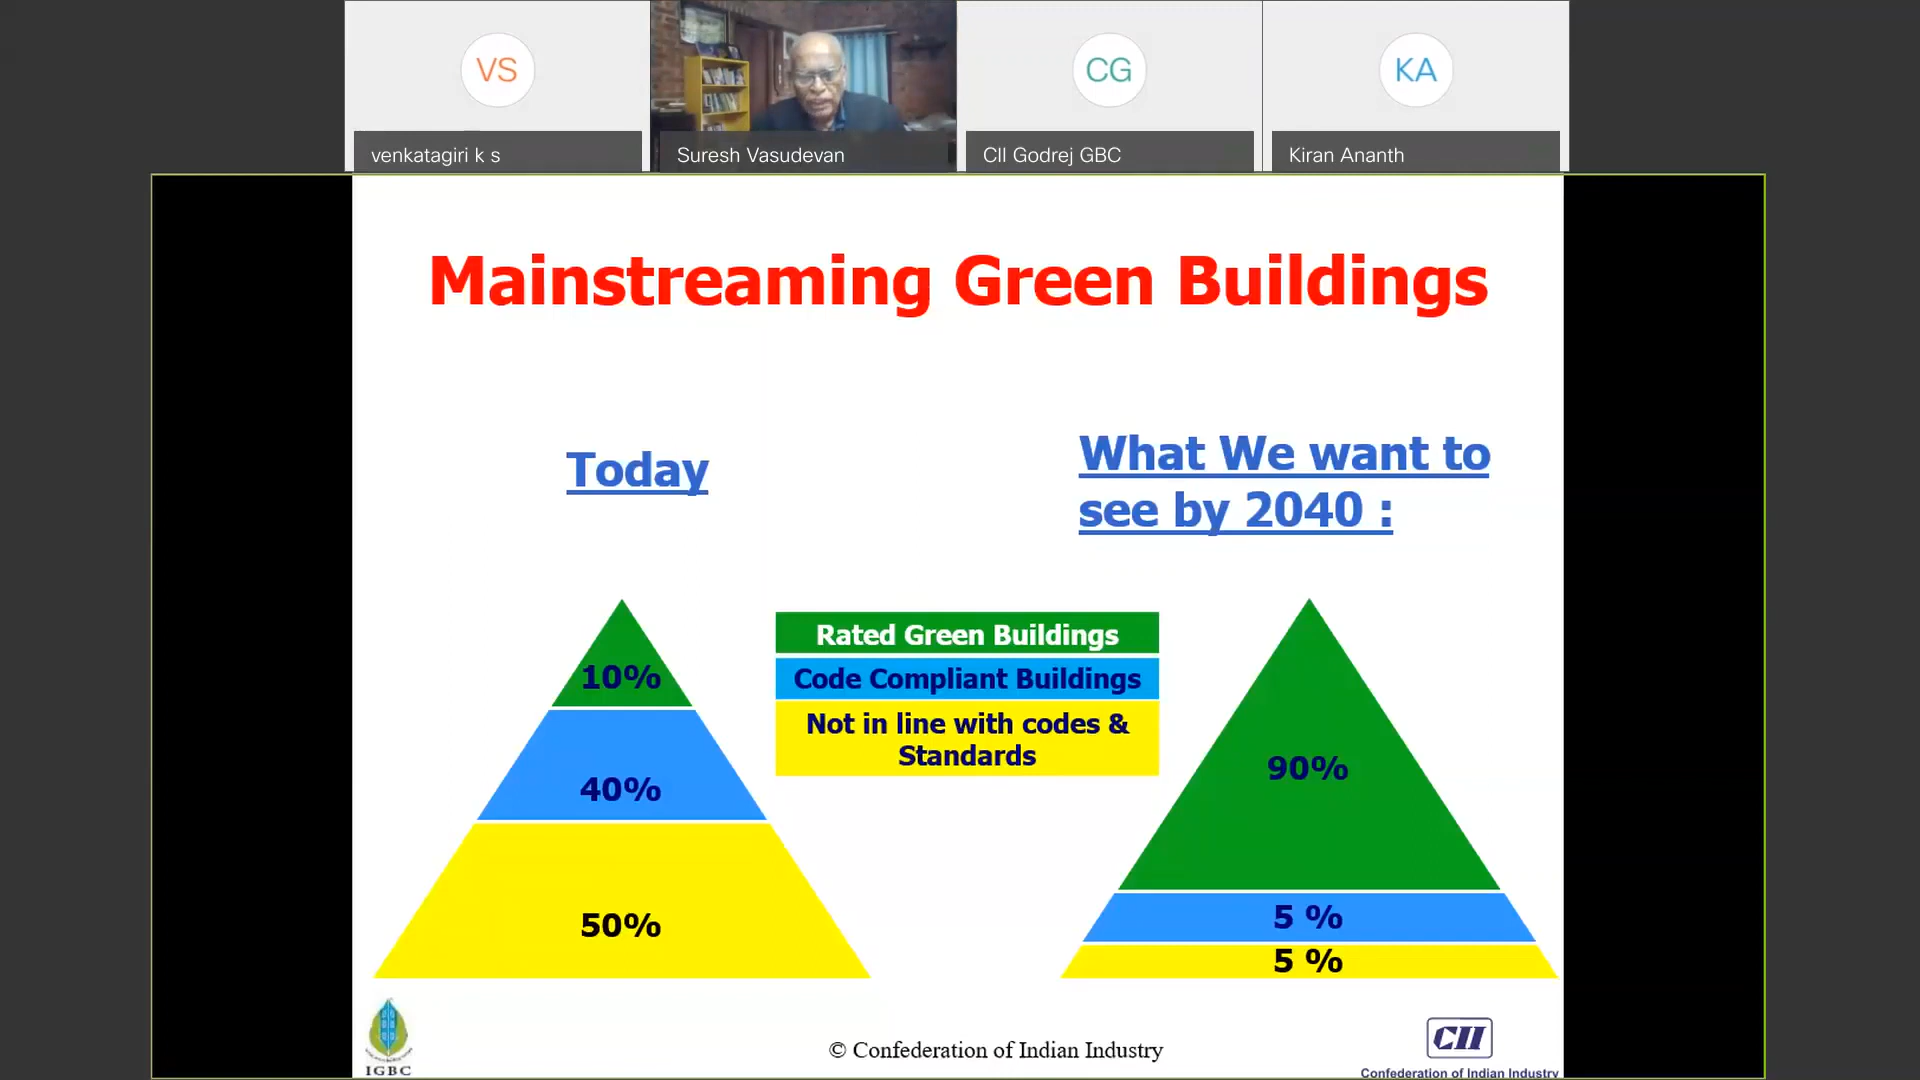 VS
CG
KA
venkatagiri k s
Suresh Vasudevan
CII Godrej GBC
Kiran Ananth
Mainstreaming Green Buildings
Today
What We want to
see by 2040 :
Rated Green Buildings
Code Compliant Buildings
Not in line with codes &
Standards
10%
40%
50%
90%
5 %
5 %
IGBC
© Confederation of Indian Industry
CII
Confederation of Indian Industry